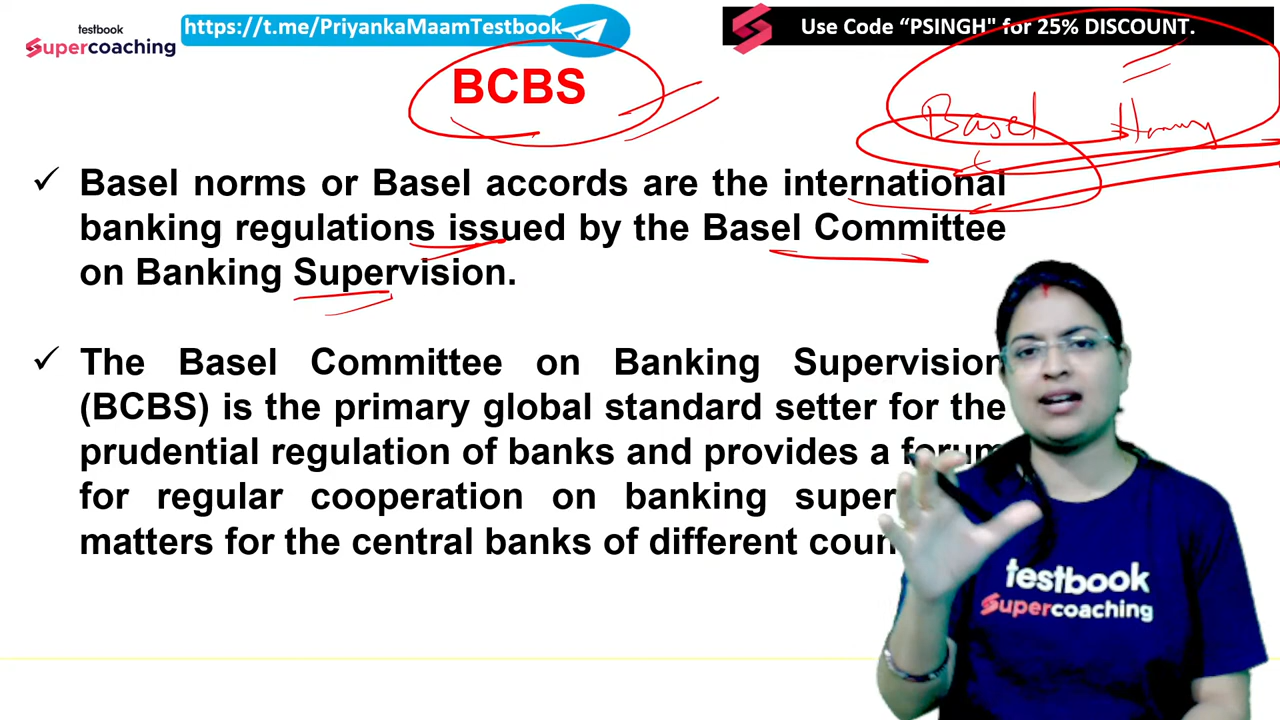 testbook
Supercoaching
https://t.me/PriyankaMaamTestbook
Use Code “PSINGH" for 25% DISCOUNT.
BCBS
Basel
✓ Basel norms or Basel accords are the international
banking regulations issued by the Basel Committee
on Banking Supervision.
✓ The Basel Committee on Banking Supervision
(BCBS) is the primary global standard setter for the
prudential regulation of banks and provides a forum
for regular cooperation on banking
matters for the central banks of different
testbook
Supercoaching